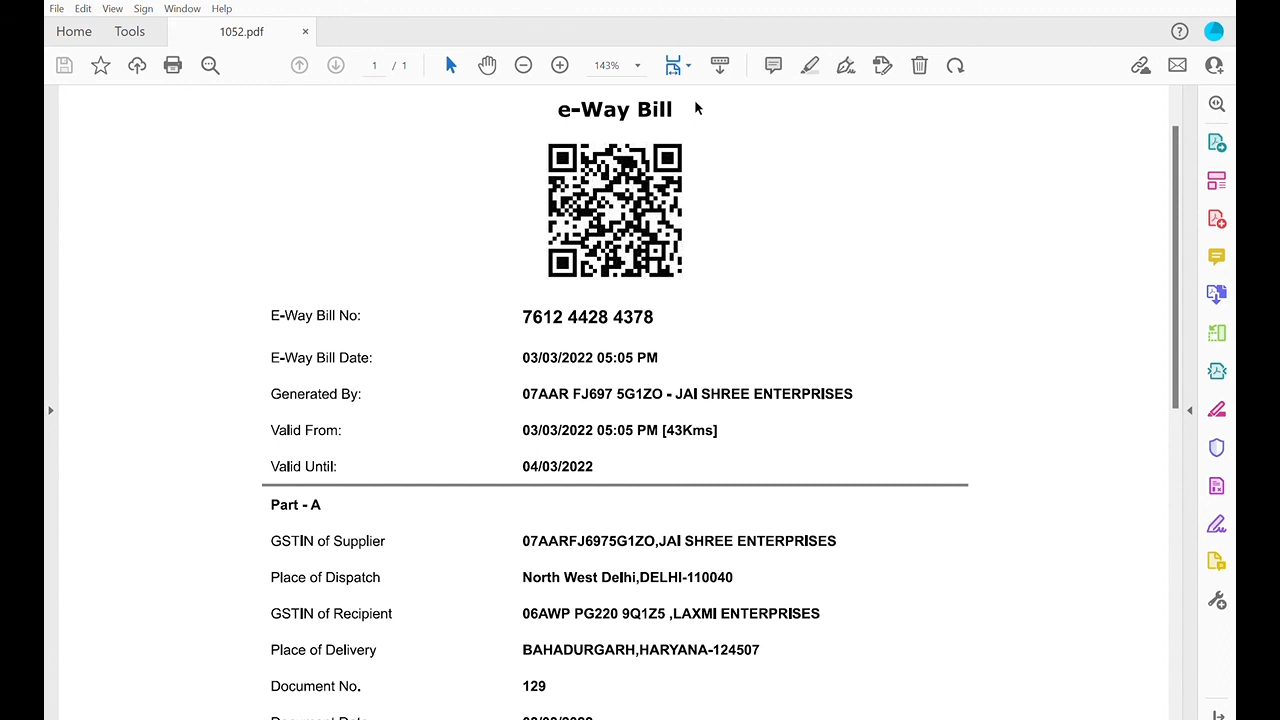 File Edit View Sign Window Help
Home Tools 1052.pdf ×
1 / 1 143%
e-Way Bill
E-Way Bill No: 7612 4428 4378
E-Way Bill Date: 03/03/2022 05:05 PM
Generated By: 07AAR FJ697 5G1ZO - JAI SHREE ENTERPRISES
Valid From: 03/03/2022 05:05 PM [43Kms]
Valid Until: 04/03/2022
Part - A
GSTIN of Supplier 07AARFJ6975G1ZO,JAI SHREE ENTERPRISES
Place of Dispatch North West Delhi,DELHI-110040
GSTIN of Recipient 06AWP PG220 9Q1Z5 ,LAXMI ENTERPRISES
Place of Delivery BAHADURGARH,HARYANA-124507
Document No. 129